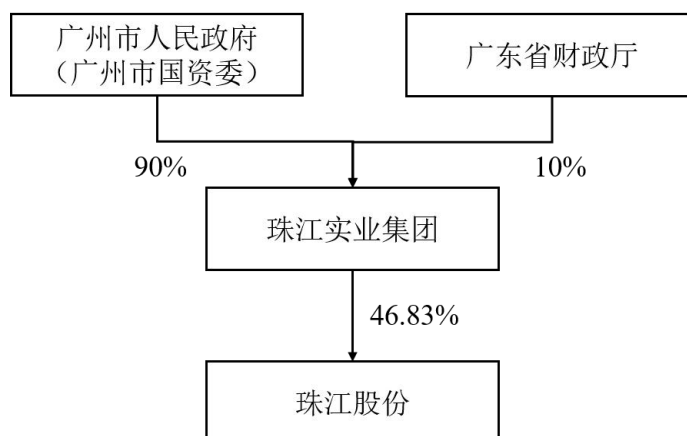 广州市人民政府
（广州市国资委）
广东省财政厅
90%
10%
珠江实业集团
46.83%
珠江股份